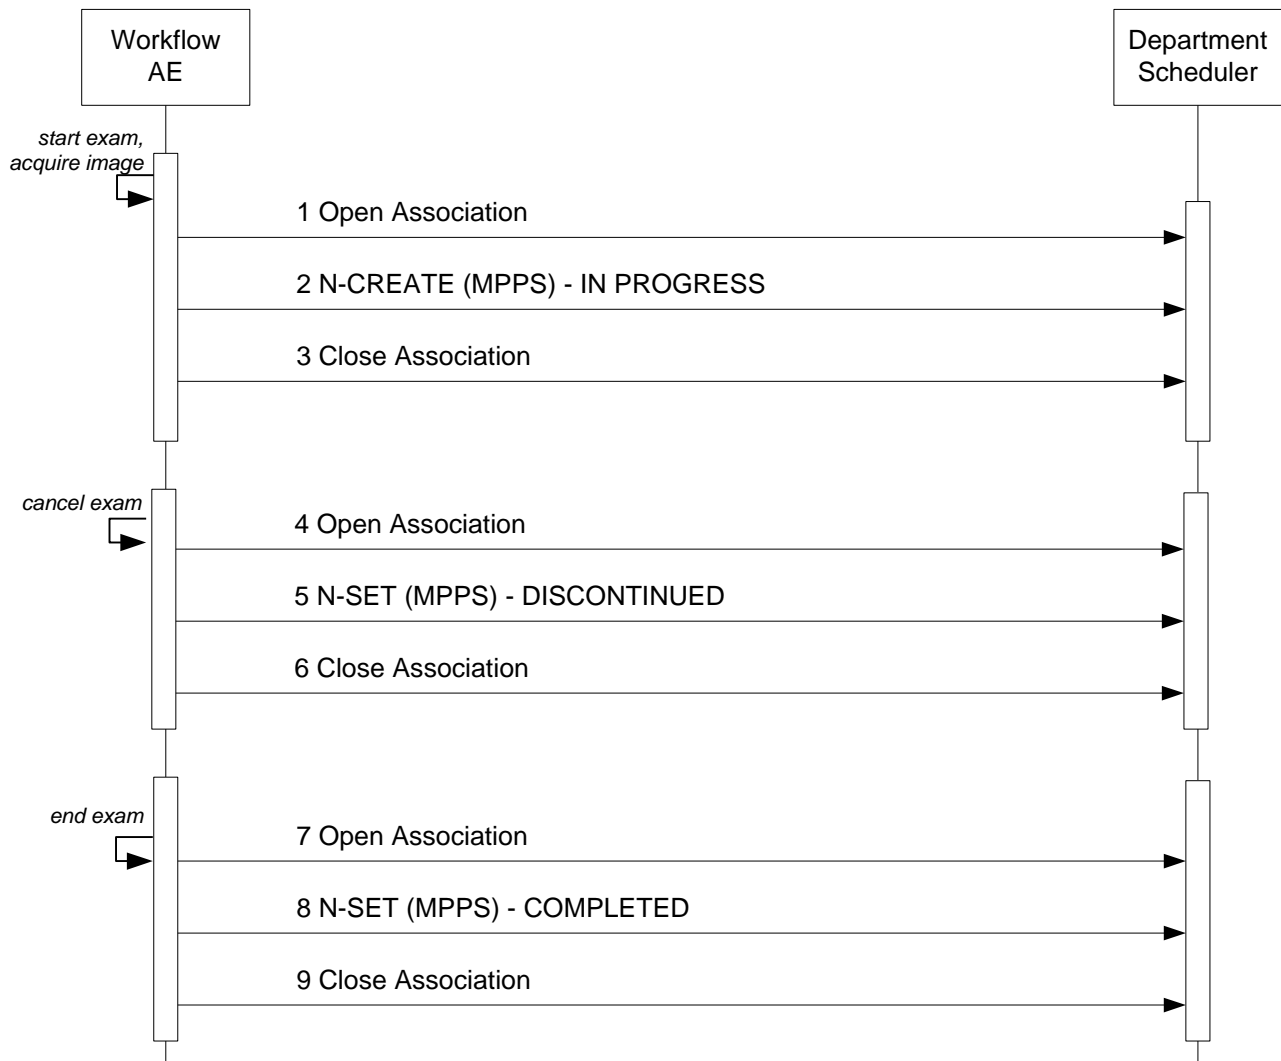 Workflow
AE
Department
Scheduler
start exam,
acquire image
1 Open Association
2 N-CREATE (MPPS) - IN PROGRESS
3 Close Association
cancel exam
4 Open Association
5 N-SET (MPPS) - DISCONTINUED
6 Close Association
end exam
7 Open Association
8 N-SET (MPPS) - COMPLETED
9 Close Association